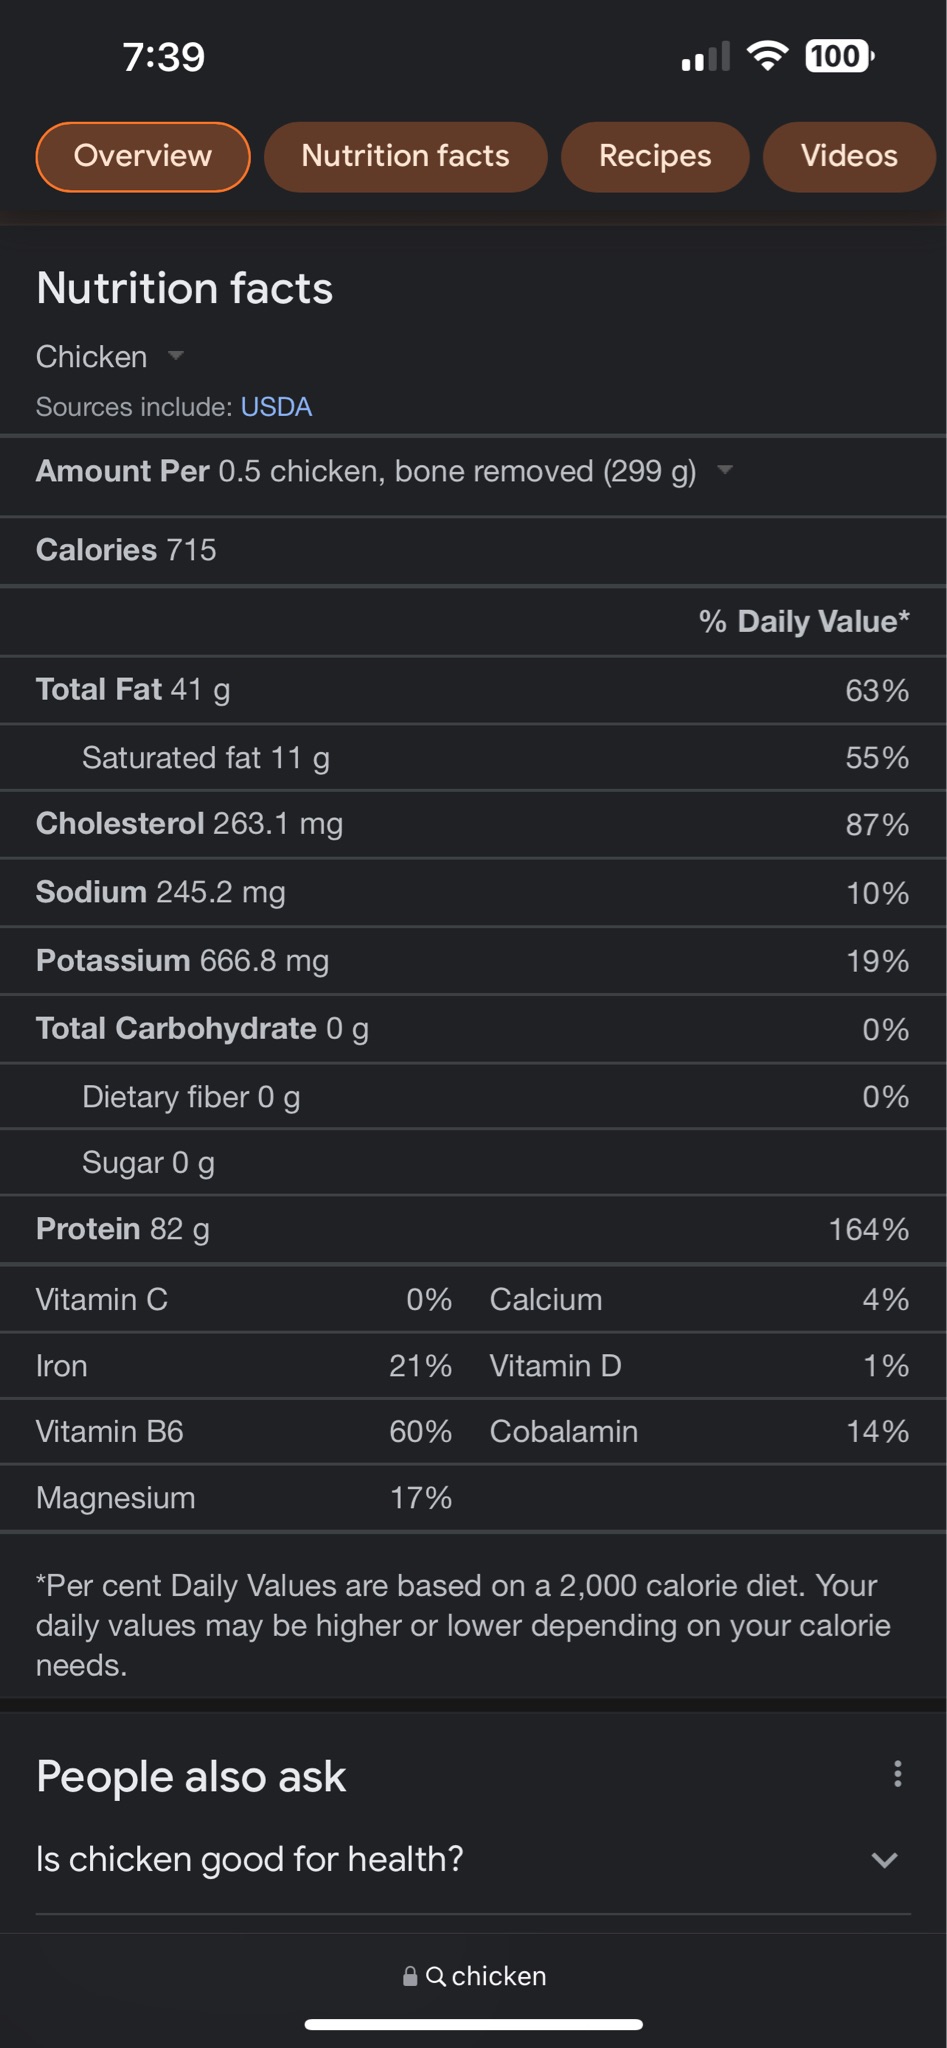 7:39
100
Overview Nutrition facts Recipes Videos
Nutrition facts
Chicken
Sources include: USDA
Amount Per 0.5 chicken, bone removed (299 g)
Calories 715
% Daily Value*
Total Fat 41 g 63%
Saturated fat 11 g 55%
Cholesterol 263.1 mg 87%
Sodium 245.2 mg 10%
Potassium 666.8 mg 19%
Total Carbohydrate 0 g 0%
Dietary fiber 0 g 0%
Sugar 0 g
Protein 82 g 164%
Vitamin C 0% Calcium 4%
Iron 21% Vitamin D 1%
Vitamin B6 60% Cobalamin 14%
Magnesium 17%
*Per cent Daily Values are based on a 2,000 calorie diet. Your
daily values may be higher or lower depending on your calorie
needs.
People also ask
Is chicken good for health?
chicken